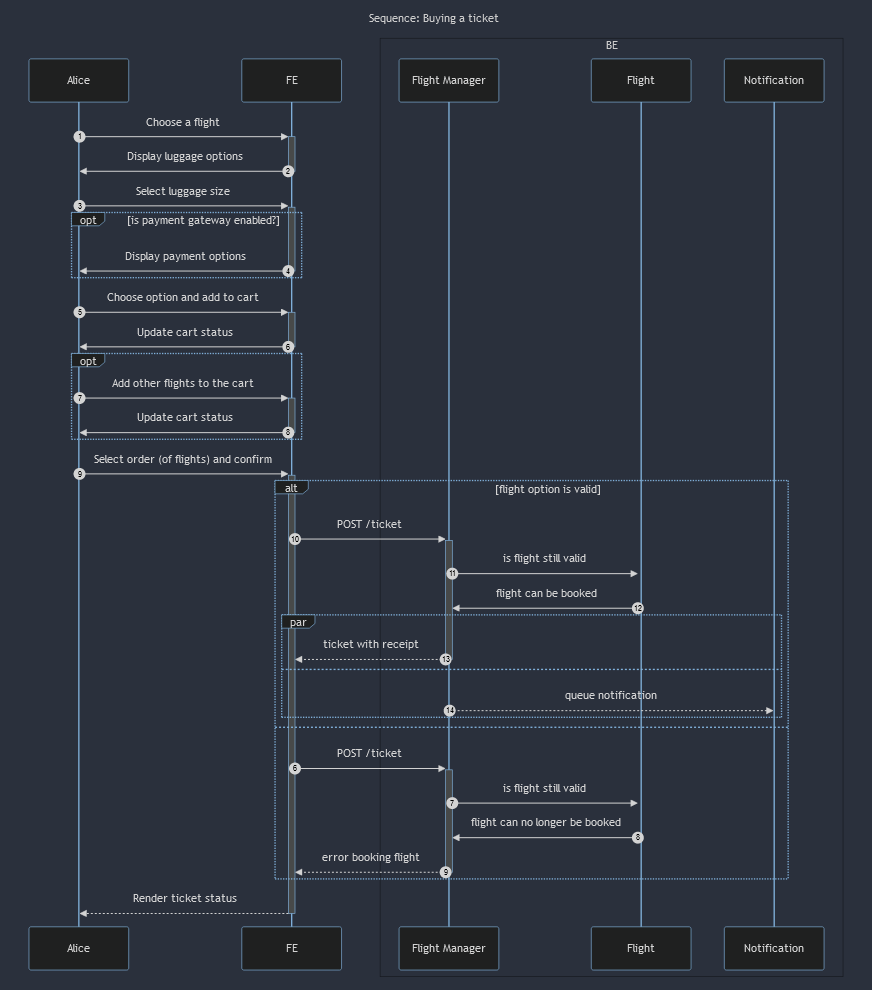 Sequence: Buying a ticket
BE
Alice
FE
Flight Manager
Flight
Notification
Choose a flight
1
Display luggage options
2
Select luggage size
3
opt
[is payment gateway enabled?]
Display payment options
4
Choose option and add to cart
5
Update cart status
6
opt
Add other flights to the cart
7
Update cart status
8
Select order (of flights) and confirm
9
alt
[flight option is valid]
POST /ticket
10
is flight still valid
11
flight can be booked
12
par
ticket with receipt
13
queue notification
14
POST /ticket
6
is flight still valid
7
flight can no longer be booked
8
error booking flight
9
Render ticket status
Alice
FE
Flight Manager
Flight
Notification